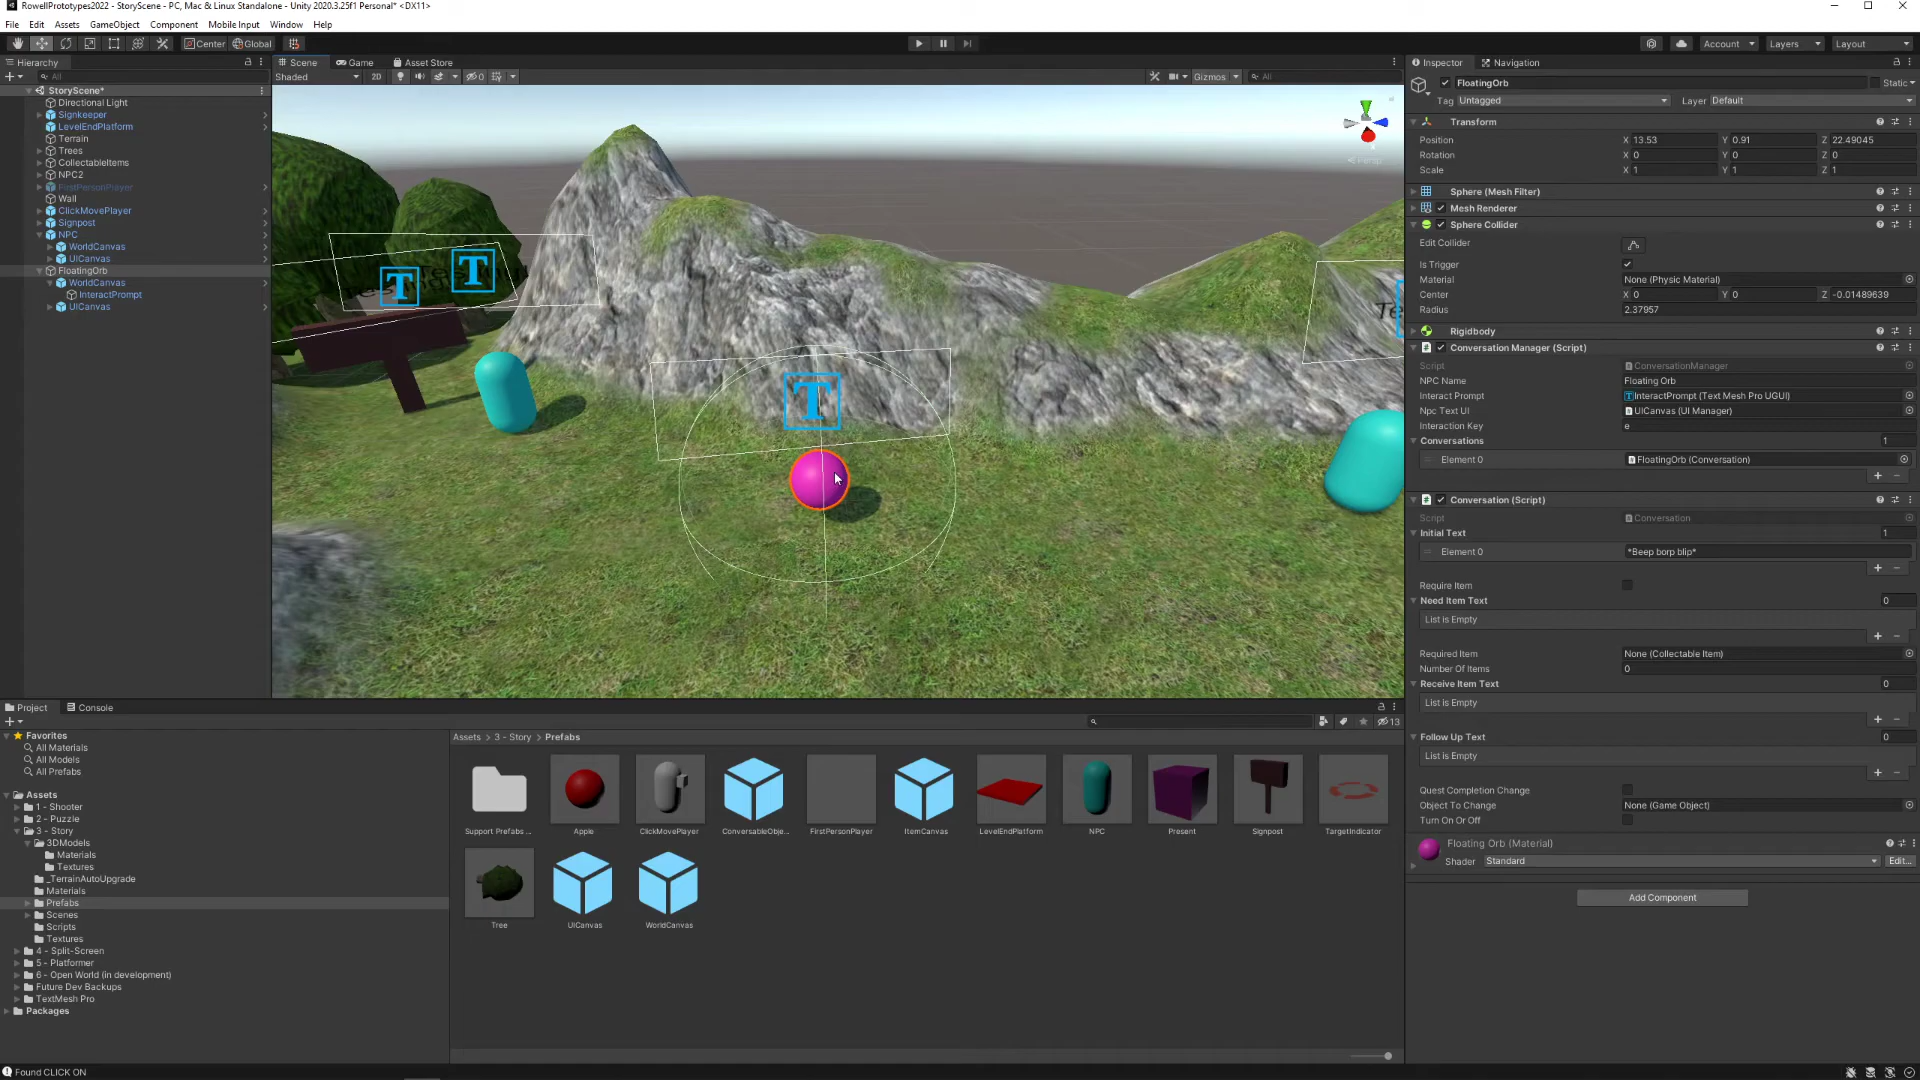 RowellPrototypes2022 - StoryScene - PC, Mac & Linux Standalone - Unity 2020.3.25f1 Personal* <DX11>
File Edit Assets GameObject Component Mobile Input Window Help
Center Global Account Layers Layout
Hierarchy
All
StoryScene*
Directional Light
Signkeeper
LevelEndPlatform
Terrain
Trees
CollectableItems
NPC2
FirstPersonPlayer
Wall
ClickMovePlayer
Signpost
NPC
WorldCanvas
UICanvas
FloatingOrb
WorldCanvas
InteractPrompt
UICanvas
Scene Game Asset Store
Shaded 2D 0 Gizmos All
Persp
T T
T
Inspector Navigation
FloatingOrb Static
Tag Untagged Layer Default
Transform
Position X 13.53 Y 0.91 Z 22.49045
Rotation X 0 Y 0 Z 0
Scale X 1 Y 1 Z 1
Sphere (Mesh Filter)
Mesh Renderer
Sphere Collider
Edit Collider
Is Trigger
Material None (Physic Material)
Center X 0 Y 0 Z -0.01489639
Radius 2.37957
Rigidbody
Conversation Manager (Script)
Script ConversationManager
NPC Name Floating Orb
Interact Prompt InteractPrompt (Text Mesh Pro UGUI)
Npc Text UI UICanvas (UI Manager)
Interaction Key e
Conversations 1
Element 0 FloatingOrb (Conversation)
Conversation (Script)
Script Conversation
Initial Text 1
Element 0 *Beep borp blip*
Require Item
Need Item Text 0
List is Empty
Required Item None (Collectable Item)
Number Of Items 0
Receive Item Text 0
List is Empty
Follow Up Text 0
List is Empty
Quest Completion Change
Object To Change None (Game Object)
Turn On Or Off
Floating Orb (Material)
Shader Standard Edit...
Add Component
Project Console
13
Favorites
All Materials
All Models
All Prefabs
Assets
1 - Shooter
2 - Puzzle
3 - Story
3DModels
Materials
Textures
_TerrainAutoUpgrade
Materials
Prefabs
Scenes
Scripts
Textures
4 - Split-Screen
5 - Platformer
6 - Open World (in development)
Future Dev Backups
TextMesh Pro
Packages
Assets > 3 - Story > Prefabs
Support Prefabs ... Apple ClickMovePlayer ConversableObje... FirstPersonPlayer ItemCanvas LevelEndPlatform NPC Present Signpost TargetIndicator
Tree UICanvas WorldCanvas
Found CLICK ON